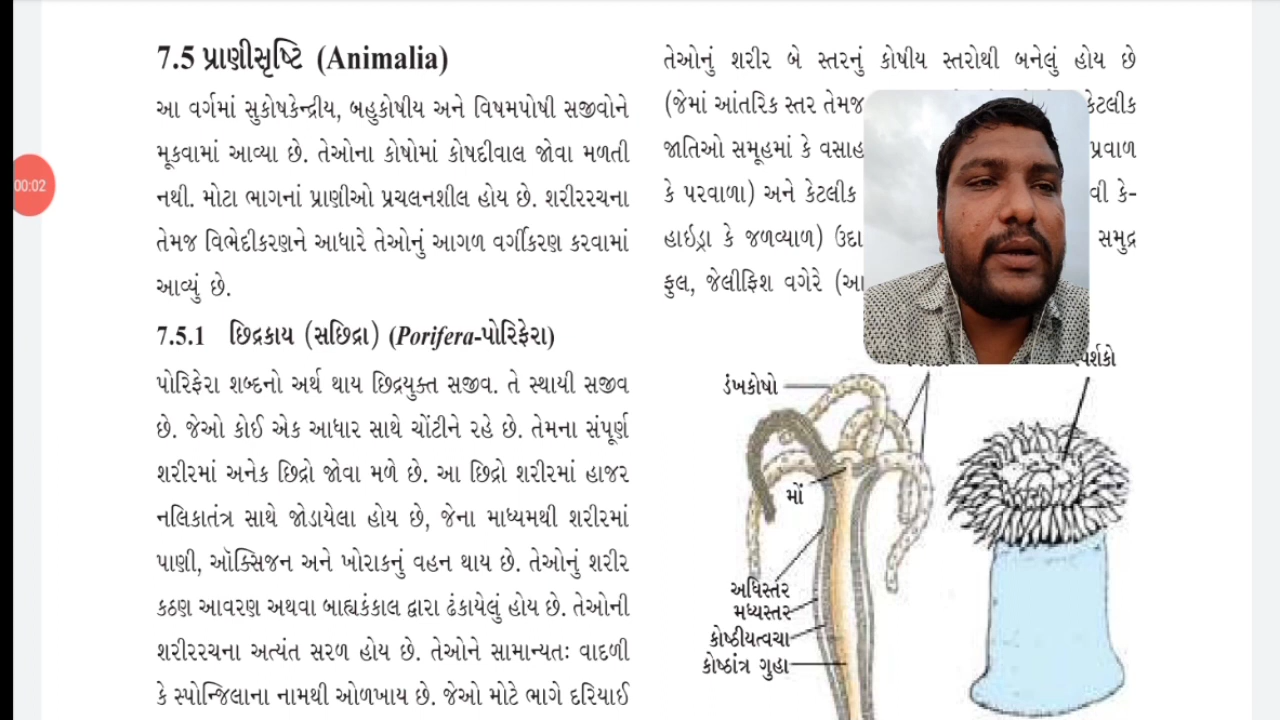 7.5 પ્રાણીસૃષ્ટિ (Animalia)
આ વર્ગમાં સુકોષકેન્દ્રીય, બહુકોષીય અને વિષમપોષી સજીવોને
મૂકવામાં આવ્યા છે. તેઓના કોષોમાં કોષદીવાલ જોવા મળતી
નથી. મોટા ભાગનાં પ્રાણીઓ પ્રચલનશીલ હોય છે. શરીરરચના
તેમજ વિભેદીકરણને આધારે તેઓનું આગળ વર્ગીકરણ કરવામાં
આવ્યું છે.
7.5.1 છિદ્રકાય (સછિદ્રા) (Porifera-પોરિફેરા)
પોરિફેરા શબ્દનો અર્થ થાય છિદ્રયુક્ત સજીવ. તે સ્થાયી સજીવ
છે. જેઓ કોઈ એક આધાર સાથે ચોંટીને રહે છે. તેમના સંપૂર્ણ
શરીરમાં અનેક છિદ્રો જોવા મળે છે. આ છિદ્રો શરીરમાં હાજર
નલિકાતંત્ર સાથે જોડાયેલા હોય છે, જેના માધ્યમથી શરીરમાં
પાણી, ઑક્સિજન અને ખોરાકનું વહન થાય છે. તેઓનું શરીર
કઠણ આવરણ અથવા બાહ્યકંકાલ દ્વારા ઢંકાયેલું હોય છે. તેઓની
શરીરરચના અત્યંત સરળ હોય છે. તેઓને સામાન્યતઃ વાદળી
કે સ્પોન્જિલાના નામથી ઓળખાય છે. જેઓ મોટે ભાગે દરિયાઈ
તેઓનું શરીર બે સ્તરનું કોષીય સ્તરોથી બનેલું હોય છે
(જેમાં આંતરિક સ્તર તેમજ કેટલીક
જાતિઓ સમૂહમાં કે વસાહ પ્રવાળ
કે પરવાળા) અને કેટલીક વી કે-
હાઇડ્રા કે જળવ્યાળ) ઉદા સમુદ્ર
ફુલ, જેલીફિશ વગેરે (આ
ર્શકો
ડંખકોષો
મોં
અધિસ્તર
મધ્યસ્તર
કોષ્ઠીયત્વચા
કોષ્ઠાંત્ર ગુહા
00:02